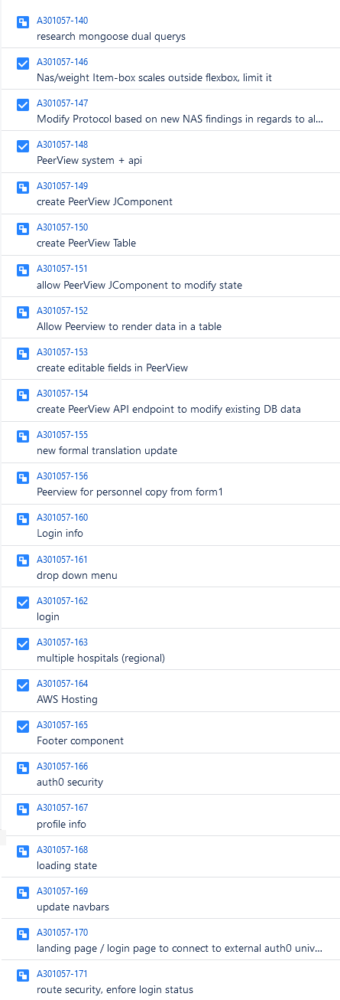 A301057-140
research mongoose dual querys
A301057-146
Nas/weight Item-box scales outside flexbox, limit it
A301057-147
Modify Protocol based on new NAS findings in regards to al...
A301057-148
PeerView system + api
A301057-149
create PeerView JComponent
A301057-150
create PeerView Table
A301057-151
allow PeerView JComponent to modify state
A301057-152
Allow Peerview to render data in a table
A301057-153
create editable fields in PeerView
A301057-154
create PeerView API endpoint to modify existing DB data
A301057-155
new formal translation update
A301057-156
Peerview for personnel copy from form1
A301057-160
Login info
A301057-161
drop down menu
A301057-162
login
A301057-163
multiple hospitals (regional)
A301057-164
AWS Hosting
A301057-165
Footer component
A301057-166
auth0 security
A301057-167
profile info
A301057-168
loading state
A301057-169
update navbars
A301057-170
landing page / login page to connect to external auth0 univ...
A301057-171
route security, enfore login status